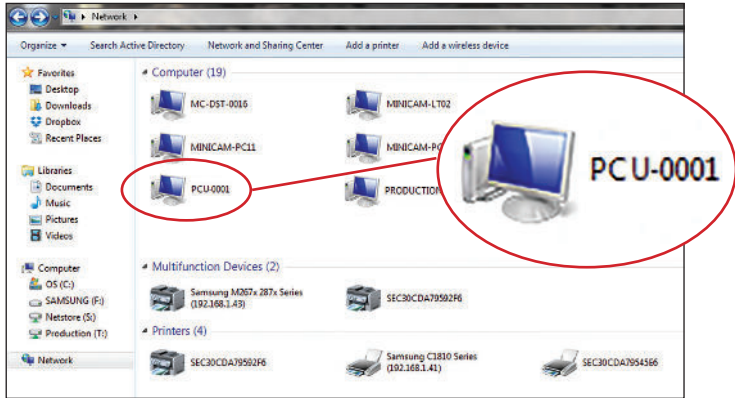 Network
Organize Search Active Directory Network and Sharing Center Add a printer Add a wireless device
Favorites
Desktop
Downloads
Dropbox
Recent Places
Libraries
Documents
Music
Pictures
Videos
Computer
OS (C:)
SAMSUNG (F:)
Netstore (S:)
Production (T:)
Network
Computer (19)
MC-DST-0016
MINICAM-LT02
MINICAM-PC11
MINICAM-PC
PCU-0001
PRODUCTION
PCU-0001
Multifunction Devices (2)
Samsung M267x 287x Series
(192.168.1.43)
SEC30CDA79592F6
Printers (4)
SEC30CDA79592F6
Samsung C1810 Series
(192.168.1.41)
SEC30CDA79545E6